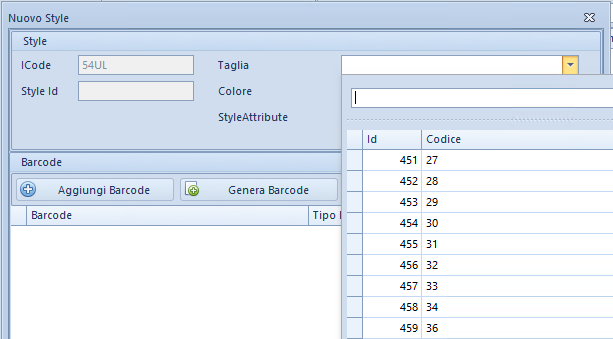 Nuovo Style
Style
ICode 54UL Taglia
Style Id Colore
StyleAttribute
Id Codice
Barcode
451 27
Aggiungi Barcode Genera Barcode
452 28
453 29
Barcode Tipo
454 30
455 31
456 32
457 33
458 34
459 36